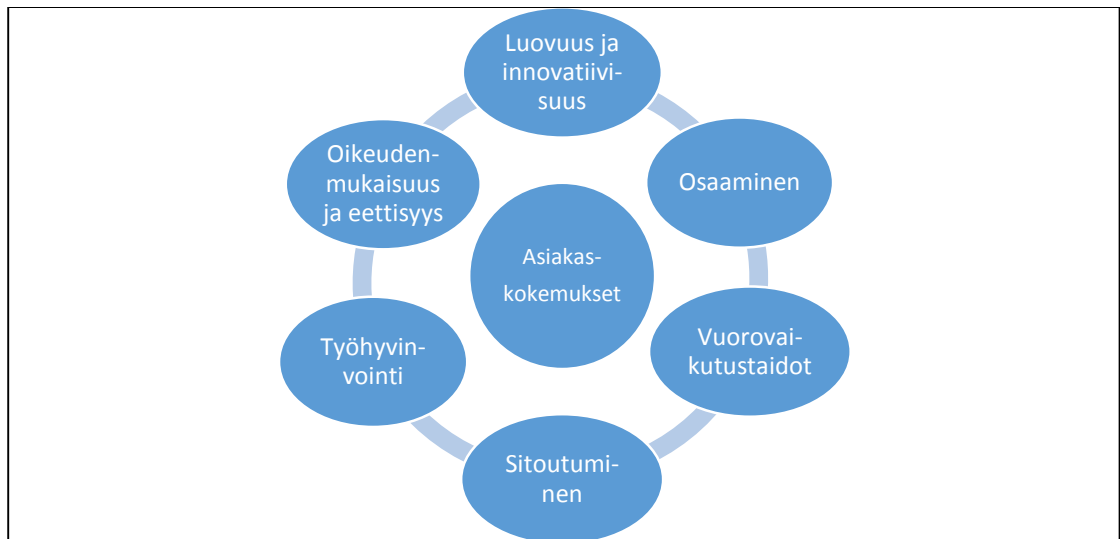 Luovuus ja
innovatiivi-
suus
Osaaminen
Vuorovai-
kutustaidot
Sitoutumi-
nen
Työhyvin-
vointi
Oikeuden-
mukaisuus
ja eettisyys
Asiakas-
kokemukset